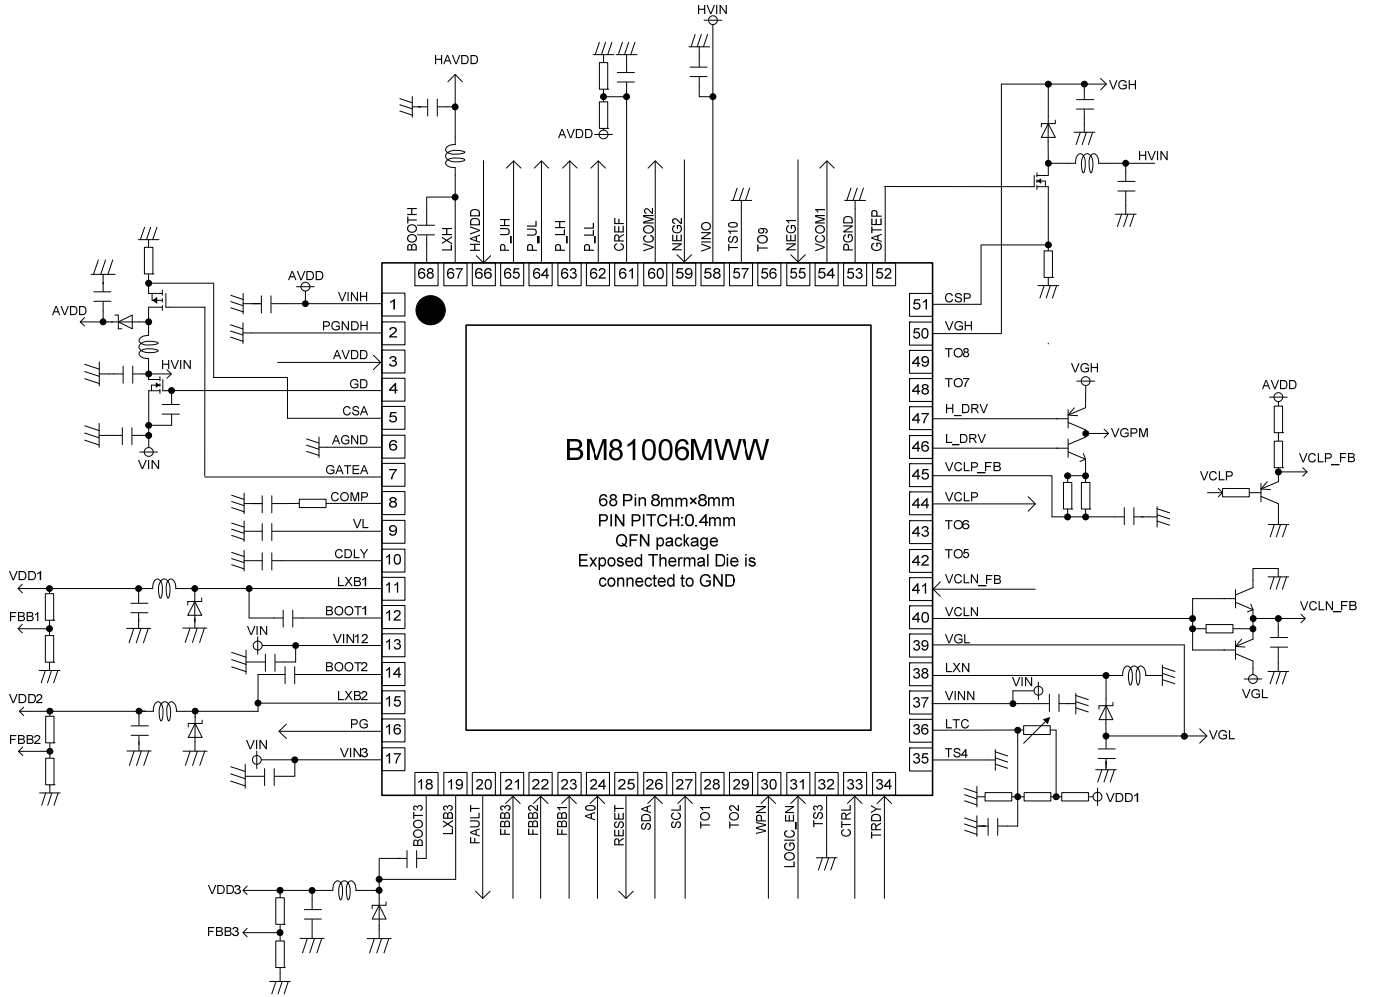 HVIN
HAVDD
AVDD
VGH
HVIN
BOOTH
LXH
HAVDD
P_UH
P_UL
P_LH
P_LL
CREF
VCOM2
NEG2
VINO
TS10
TO9
NEG1
VCOM1
PGND
GATEP
68 67 66 65 64 63 62 61 60 59 58 57 56 55 54 53 52
AVDD
HVIN
VIN
AVDD
VINH 1
PGNDH 2
AVDD 3
GD 4
CSA 5
AGND 6
GATEA 7
COMP 8
VL 9
CDLY 10
LXB1 11
BOOT1 12
VIN12 13
BOOT2 14
LXB2 15
PG 16
VIN3 17
VDD1
FBB1
VIN
VDD2
FBB2
VIN
BM81006MWW
68 Pin 8mm×8mm
PIN PITCH:0.4mm
QFN package
Exposed Thermal Die is
connected to GND
51 CSP
50 VGH
49 TO8
48 TO7
47 H_DRV
46 L_DRV
45 VCLP_FB
44 VCLP
43 TO6
42 TO5
41 VCLN_FB
40 VCLN
39 VGL
38 LXN
37 VINN
36 LTC
35 TS4
VGH
VGPM
AVDD
VCLP_FB
VCLP
VCLN_FB
VGL
VIN
VGL
VDD1
18 19 20 21 22 23 24 25 26 27 28 29 30 31 32 33 34
BOOT3
LXB3
FAULT
FBB3
FBB2
FBB1
A0
RESET
SDA
SCL
TO1
TO2
WPN
LOGIC_EN
TS3
CTRL
TRDY
VDD3
FBB3